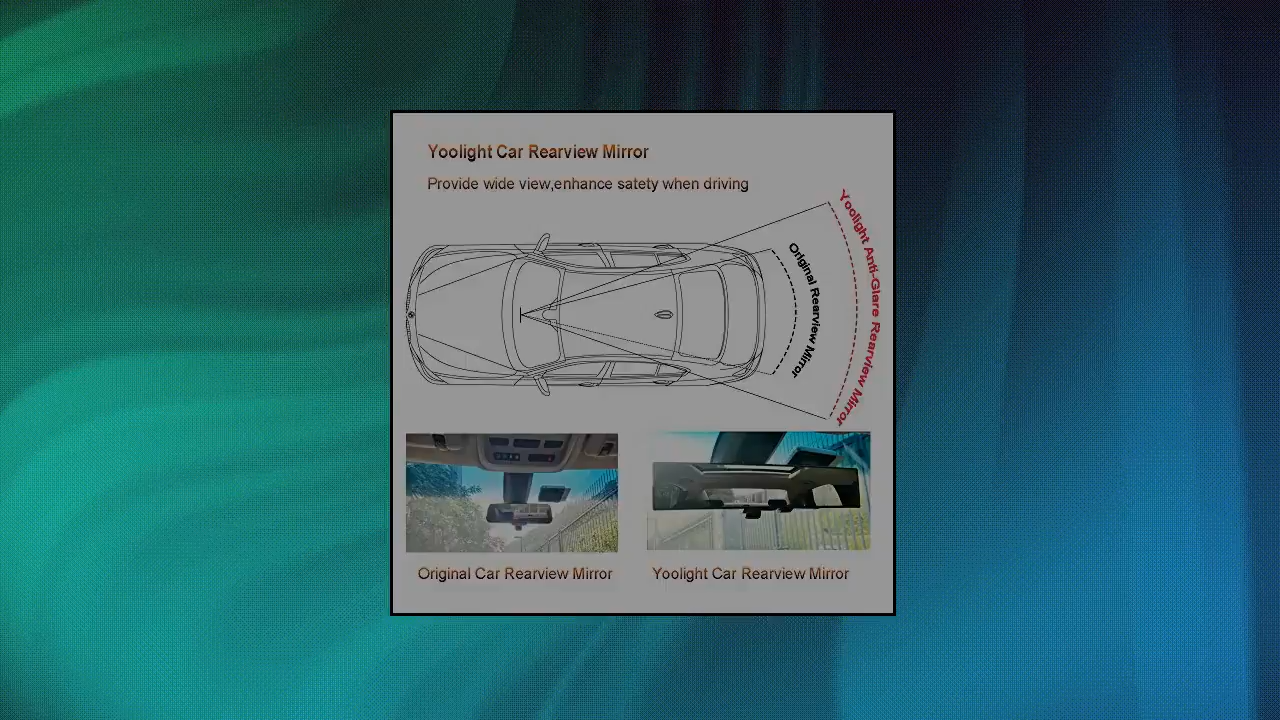 Yoolight Car Rearview Mirror
Provide wide view,enhance satety when driving
Original Rearview Mirror
Yoolight Anti-Glare Rearview Mirror
Original Car Rearview Mirror
Yoolight Car Rearview Mirror